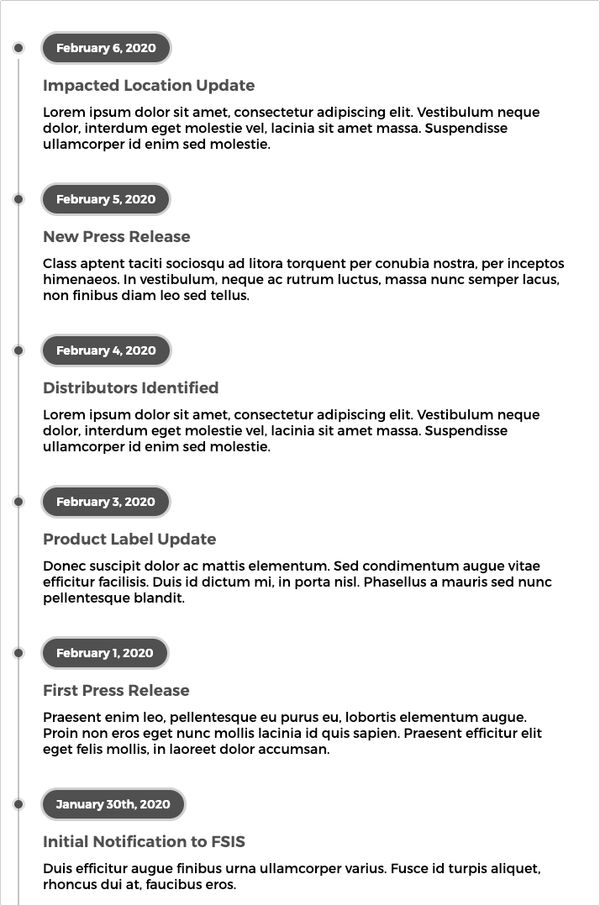 February 6, 2020
Impacted Location Update
Lorem ipsum dolor sit amet, consectetur adipiscing elit. Vestibulum neque
dolor, interdum eget molestie vel, lacinia sit amet massa. Suspendisse
ullamcorper id enim sed molestie.
February 5, 2020
New Press Release
Class aptent taciti sociosqu ad litora torquent per conubia nostra, per inceptos
himenaeos. In vestibulum, neque ac rutrum luctus, massa nunc semper lacus,
non finibus diam leo sed tellus.
February 4, 2020
Distributors Identified
Lorem ipsum dolor sit amet, consectetur adipiscing elit. Vestibulum neque
dolor, interdum eget molestie vel, lacinia sit amet massa. Suspendisse
ullamcorper id enim sed molestie.
February 3, 2020
Product Label Update
Donec suscipit dolor ac mattis elementum. Sed condimentum augue vitae
efficitur facilisis. Duis id dictum mi, in porta nisl. Phasellus a mauris sed nunc
pellentesque blandit.
February 1, 2020
First Press Release
Praesent enim leo, pellentesque eu purus eu, lobortis elementum augue.
Proin non eros eget nunc mollis lacinia id quis sapien. Praesent efficitur elit
eget felis mollis, in laoreet dolor accumsan.
January 30th, 2020
Initial Notification to FSIS
Duis efficitur augue finibus urna ullamcorper varius. Fusce id turpis aliquet,
rhoncus dui at, faucibus eros.